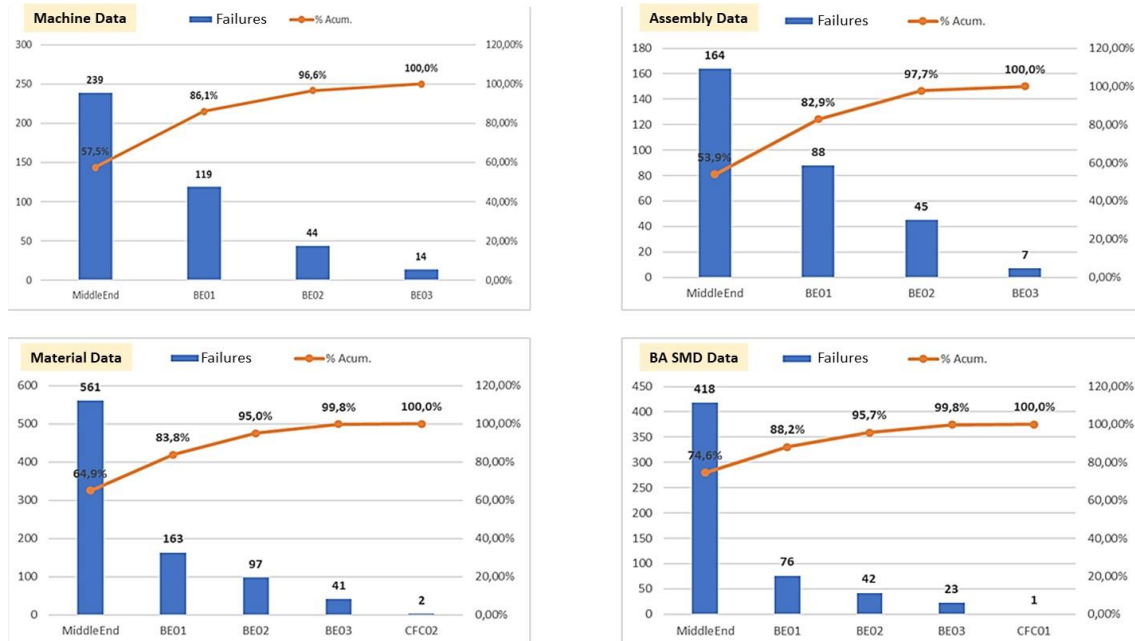 Machine Data Failures % Acum.
300 120,00%
239 100,0%
96,6%
250 86,1% 100,00%
200 80,00%
57,5%
150 60,00%
119
100 40,00%
50 44 20,00%
14
0 0,00%
MiddleEnd BE01 BE02 BE03
Assembly Data Failures % Acum.
180 120,00%
164 97,7% 100,0%
160 100,00%
82,9%
140
120 80,00%
53,9%
100 60,00%
88
80
60 40,00%
45
40
20 20,00%
7
0 0,00%
MiddleEnd BE01 BE02 BE03
Material Data Failures % Acum.
600 561 120,00%
95,0% 99,8% 100,0%
500 83,8% 100,00%
400 80,00%
64,9%
300 60,00%
200 163 40,00%
97
100 41 20,00%
2
0 0,00%
MiddleEnd BE01 BE02 BE03 CFC02
BA SMD Data Failures % Acum.
450 418 120,00%
400 88,2% 95,7% 99,8% 100,0% 100,00%
350
300 74,6% 80,00%
250 60,00%
200
150 40,00%
100 76 20,00%
50 42 23 1
0 0,00%
MiddleEnd BE01 BE02 BE03 CFC01